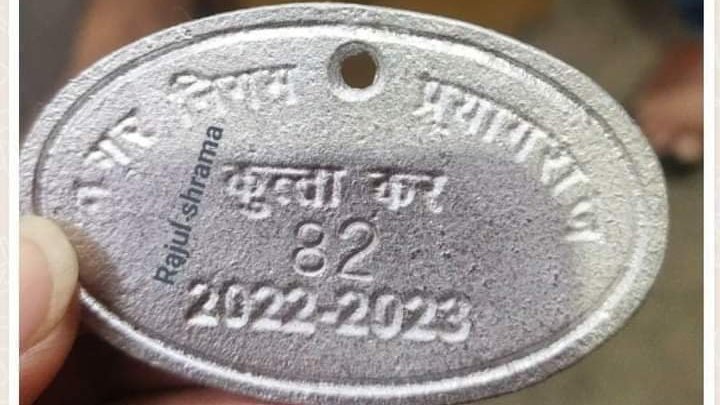 नगर निगम प्रयागराज
कुत्ता कर
82
2022-2023
Rajul shrama